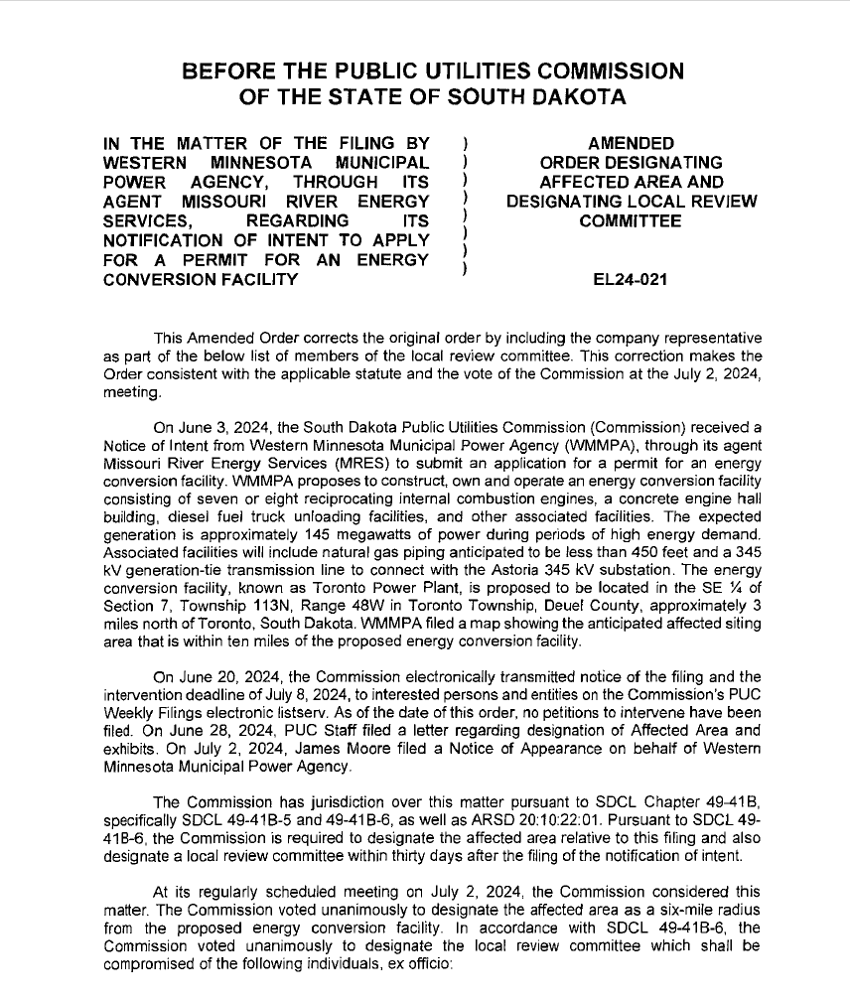 BEFORE THE PUBLIC UTILITIES COMMISSION
OF THE STATE OF SOUTH DAKOTA
IN THE MATTER OF THE FILING BY
WESTERN MINNESOTA MUNICIPAL
POWER AGENCY, THROUGH ITS
AGENT MISSOURI RIVER ENERGY
SERVICES, REGARDING ITS
NOTIFICATION OF INTENT TO APPLY
FOR A PERMIT FOR AN ENERGY
CONVERSION FACILITY
)
)
)
)
)
)
)
)
AMENDED
ORDER DESIGNATING
AFFECTED AREA AND
DESIGNATING LOCAL REVIEW
COMMITTEE
EL24-021
This Amended Order corrects the original order by including the company representative
as part of the below list of members of the local review committee. This correction makes the
Order consistent with the applicable statute and the vote of the Commission at the July 2, 2024,
meeting.
On June 3, 2024, the South Dakota Public Utilities Commission (Commission) received a
Notice of Intent from Western Minnesota Municipal Power Agency (WMMPA), through its agent
Missouri River Energy Services (MRES) to submit an application for a permit for an energy
conversion facility. WMMPA proposes to construct, own and operate an energy conversion facility
consisting of seven or eight reciprocating internal combustion engines, a concrete engine hall
building, diesel fuel truck unloading facilities, and other associated facilities. The expected
generation is approximately 145 megawatts of power during periods of high energy demand.
Associated facilities will include natural gas piping anticipated to be less than 450 feet and a 345
kV generation-tie transmission line to connect with the Astoria 345 kV substation. The energy
conversion facility, known as Toronto Power Plant, is proposed to be located in the SE ¼ of
Section 7, Township 113N, Range 48W in Toronto Township, Deuel County, approximately 3
miles north of Toronto, South Dakota. WMMPA filed a map showing the anticipated affected siting
area that is within ten miles of the proposed energy conversion facility.
On June 20, 2024, the Commission electronically transmitted notice of the filing and the
intervention deadline of July 8, 2024, to interested persons and entities on the Commission's PUC
Weekly Filings electronic listserv. As of the date of this order, no petitions to intervene have been
filed. On June 28, 2024, PUC Staff filed a letter regarding designation of Affected Area and
exhibits. On July 2, 2024, James Moore filed a Notice of Appearance on behalf of Western
Minnesota Municipal Power Agency.
The Commission has jurisdiction over this matter pursuant to SDCL Chapter 49-41B,
specifically SDCL 49-41B-5 and 49-41B-6, as well as ARSD 20:10:22:01. Pursuant to SDCL 49-
41B-6, the Commission is required to designate the affected area relative to this filing and also
designate a local review committee within thirty days after the filing of the notification of intent.
At its regularly scheduled meeting on July 2, 2024, the Commission considered this
matter. The Commission voted unanimously to designate the affected area as a six-mile radius
from the proposed energy conversion facility. In accordance with SDCL 49-41B-6, the
Commission voted unanimously to designate the local review committee which shall be
compromised of the following individuals, ex officio: